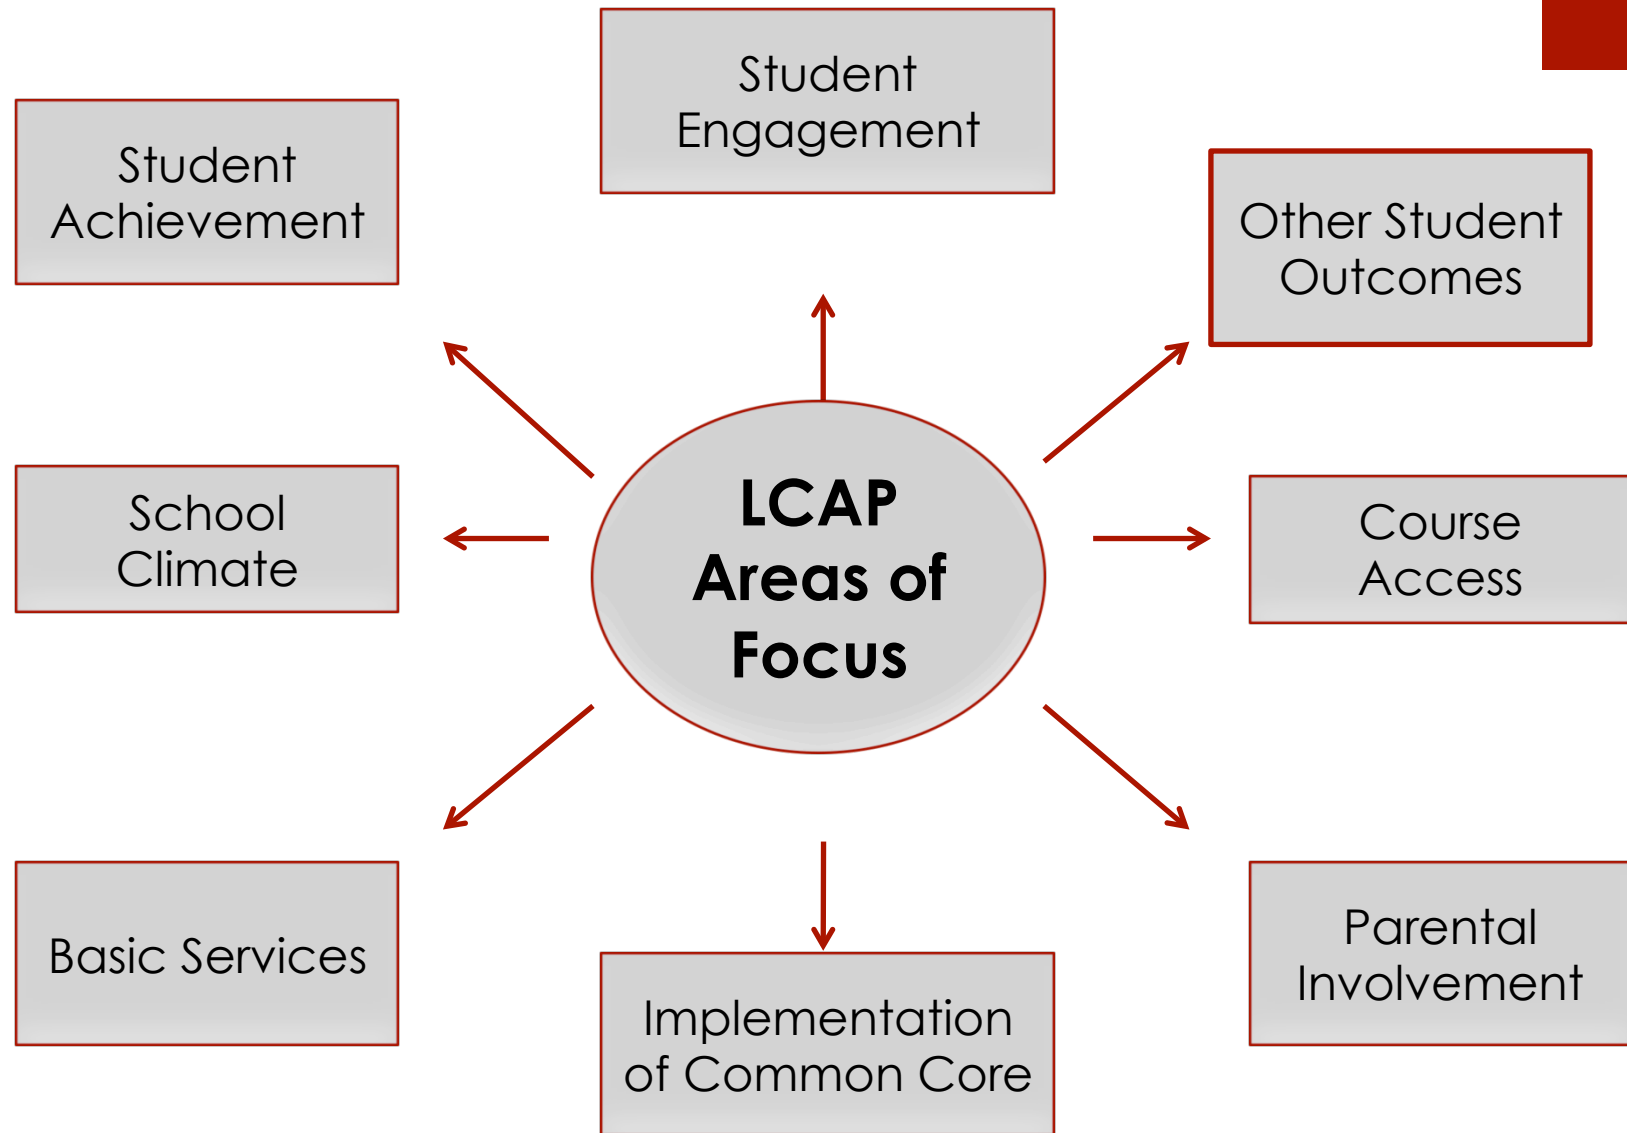 Student
Engagement
Student
Achievement
Other Student
Outcomes
School
Climate
LCAP
Areas of
Focus
Course
Access
Basic Services
Implementation
of Common Core
Parental
Involvement